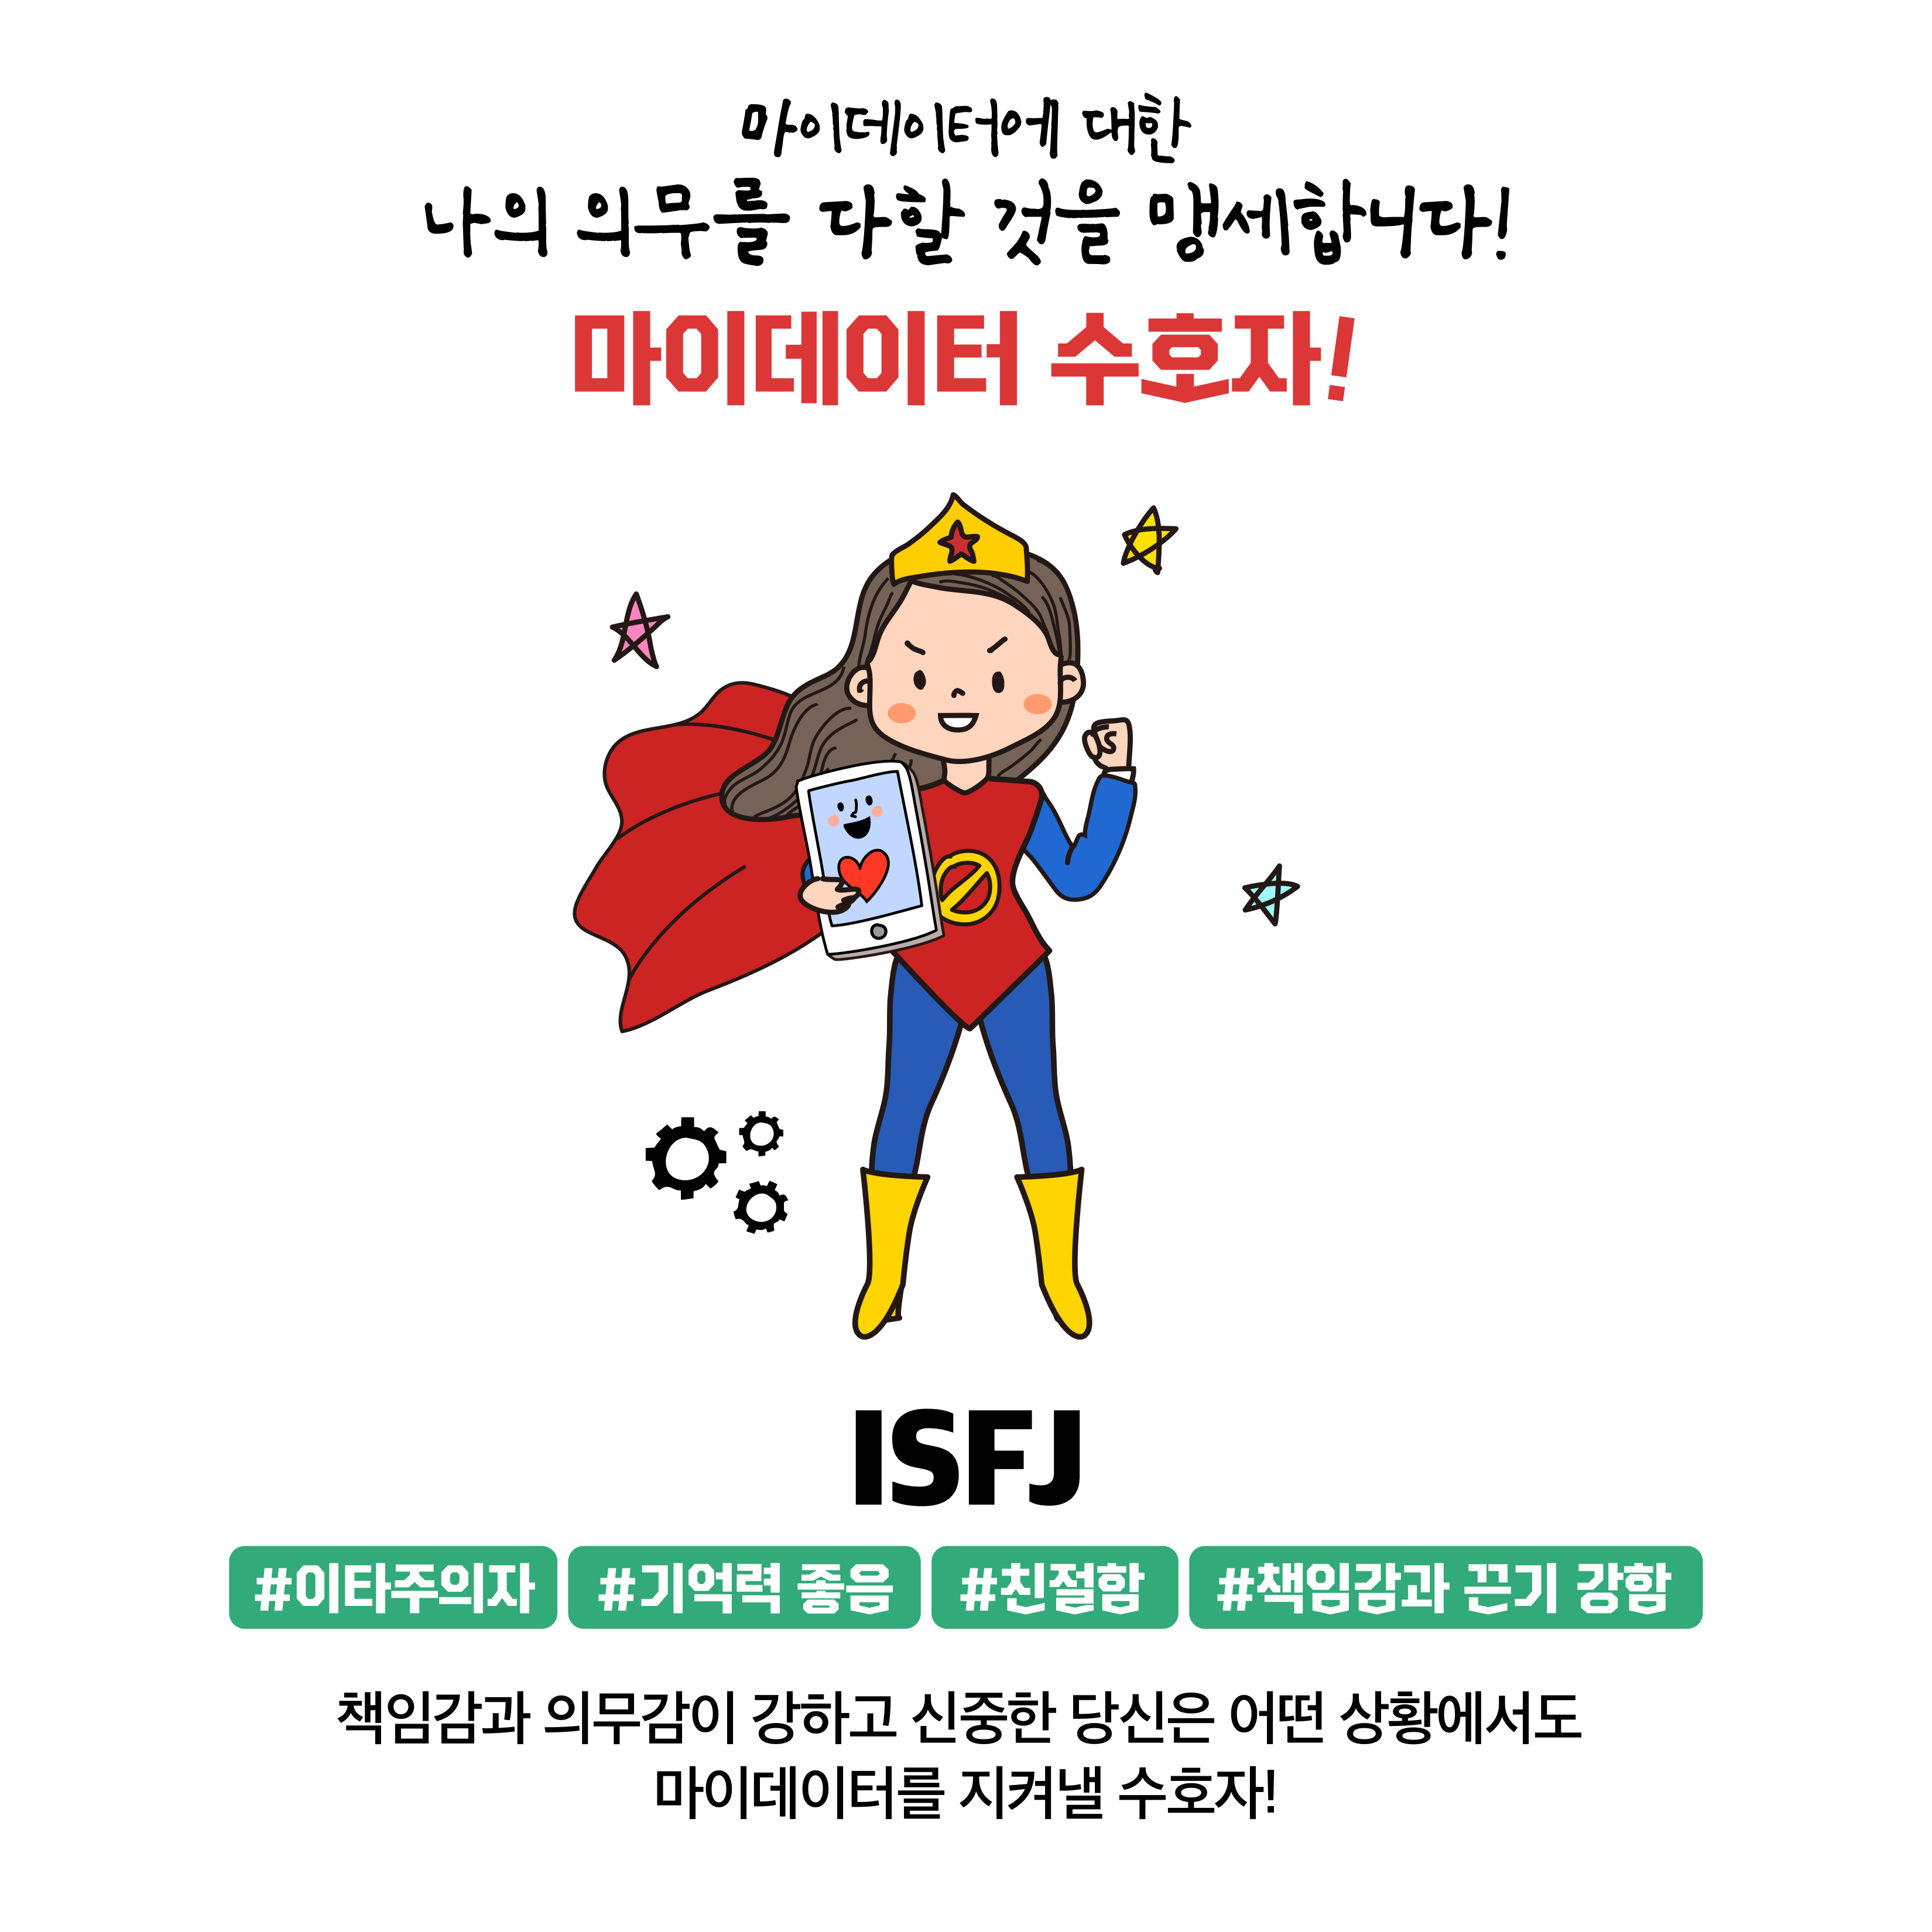 마이데이터에 대한
나의 의무를 다할 것을 맹세합니다!
마이데이터 수호자!
ISFJ
#이타주의자 #기억력 좋음 #친절함 #책임감과 끈기 강함
책임감과 의무감이 강하고 신중한 당신은 어떤 상황에서도
마이데이터를 지켜낼 수호자!